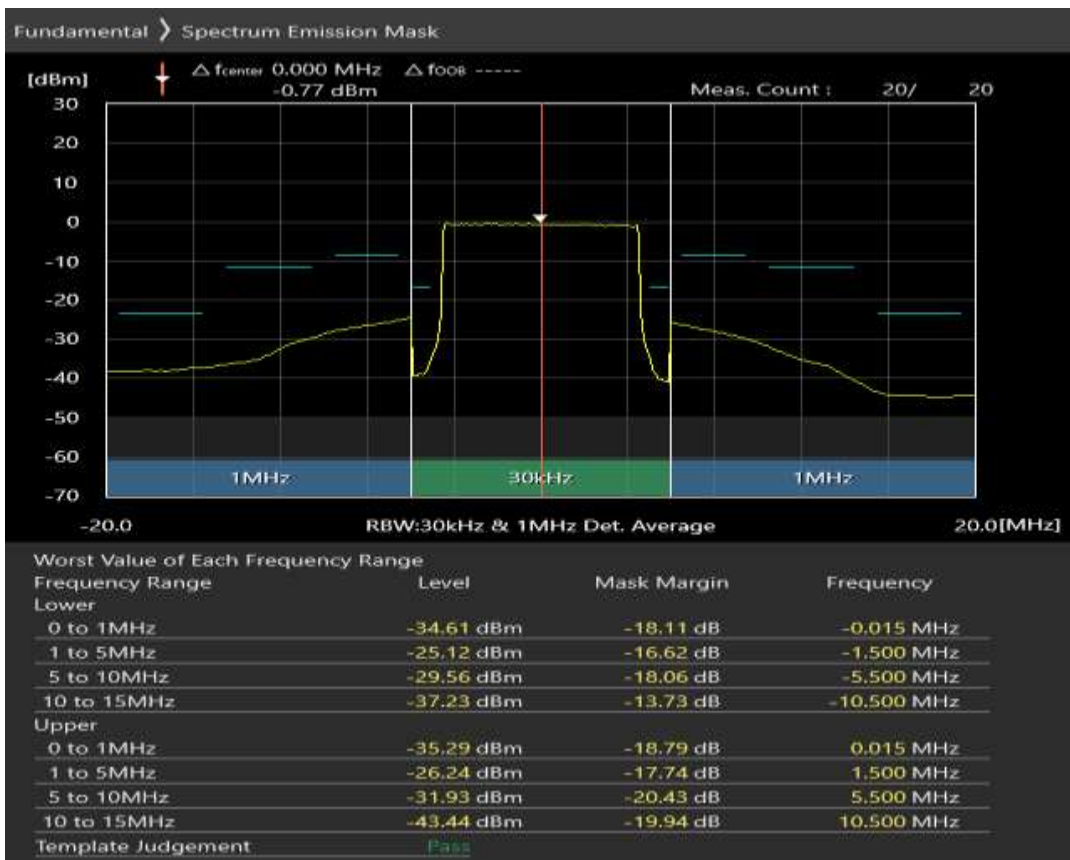 Fundamental ❯ Spectrum Emission Mask
[dBm] △ fcenter 0.000 MHz △ fOOB -----
-0.77 dBm Meas. Count : 20/ 20
30
20
10
0
-10
-20
-30
-40
-50
-60
1MHz 30kHz 1MHz
-70
-20.0 RBW:30kHz & 1MHz Det. Average 20.0[MHz]
Worst Value of Each Frequency Range
Frequency Range Level Mask Margin Frequency
Lower
0 to 1MHz -34.61 dBm -18.11 dB -0.015 MHz
1 to 5MHz -25.12 dBm -16.62 dB -1.500 MHz
5 to 10MHz -29.56 dBm -18.06 dB -5.500 MHz
10 to 15MHz -37.23 dBm -13.73 dB -10.500 MHz
Upper
0 to 1MHz -35.29 dBm -18.79 dB 0.015 MHz
1 to 5MHz -26.24 dBm -17.74 dB 1.500 MHz
5 to 10MHz -31.93 dBm -20.43 dB 5.500 MHz
10 to 15MHz -43.44 dBm -19.94 dB 10.500 MHz
Template Judgement Pass